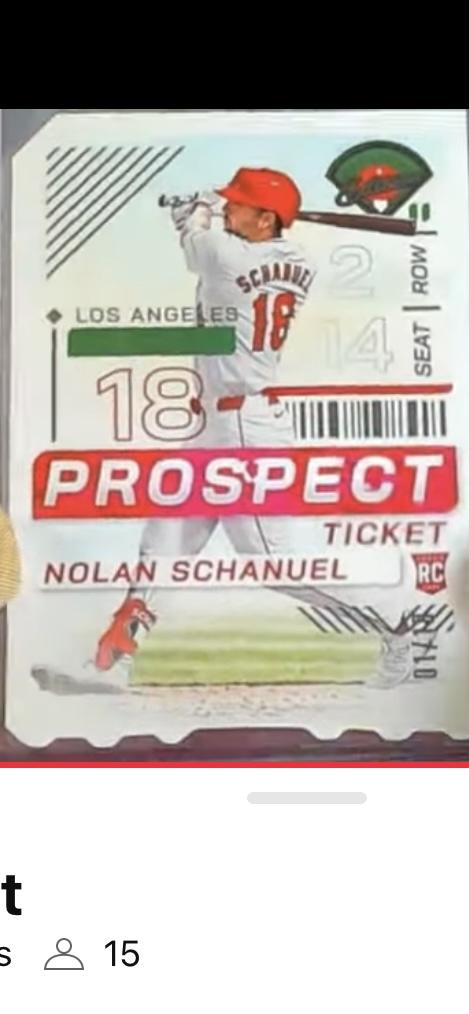 SCHANUEL
18
2
14
ROW
SEAT
LOS ANGELES
18
PROSPECT
TICKET
NOLAN SCHANUEL
RC
t
s 15